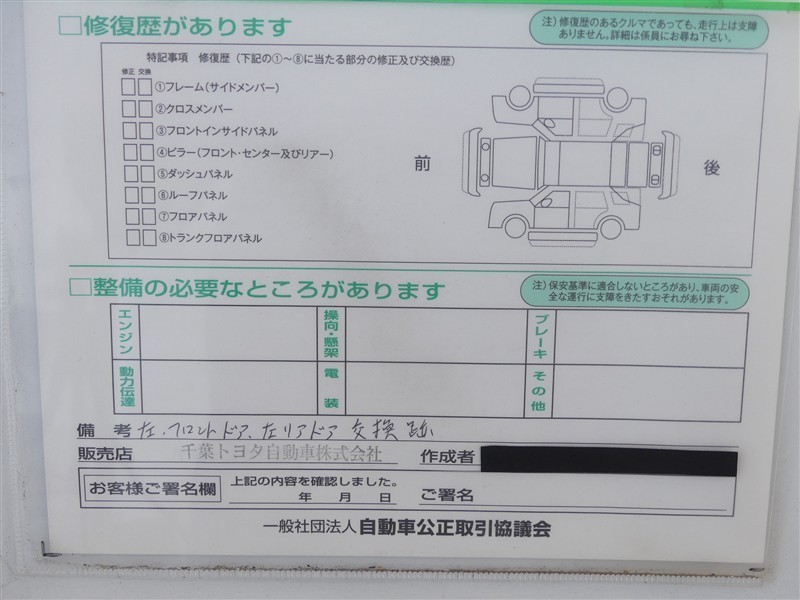 □修復歴があります
注）修復歴のあるクルマであっても、走行上は支障
ありません。詳細は係員にお尋ね下さい。
特記事項 修復歴（下記の①～⑧に当たる部分の修正及び交換歴）
修正 交換
①フレーム（サイドメンバー）
②クロスメンバー
③フロントインサイドパネル
④ピラー（フロント・センター及びリアー）
⑤ダッシュパネル
⑥ルーフパネル
⑦フロアパネル
⑧トランクフロアパネル
前
後
□整備の必要なところがあります
注）保安基準に適合しないところがあり、車両の安
全な運行に支障をきたすおそれがあります。
エンジン
操向・懸架
ブレーキ
動力伝達
電装
その他
備考 左.フロントドア、左リアドア 交換跡
販売店 千葉トヨタ自動車株式会社 作成者
お客様ご署名欄
上記の内容を確認しました。
年 月 日 ご署名
一般社団法人 自動車公正取引協議会